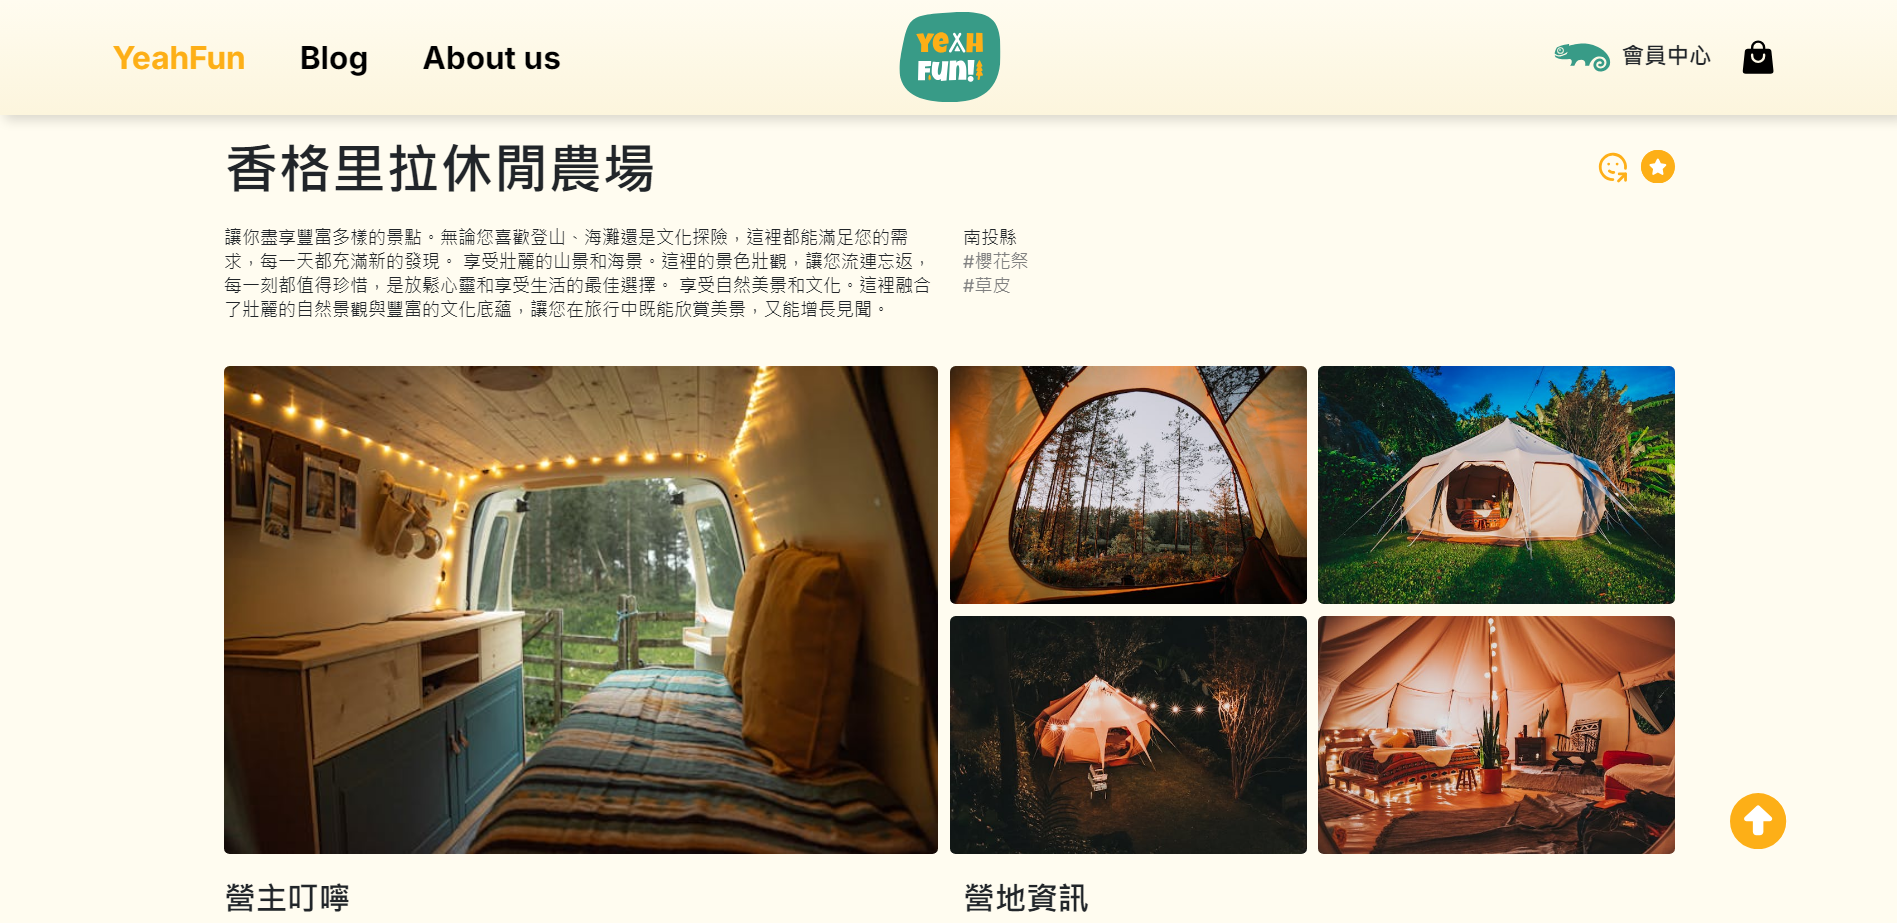 YeahFun
Blog
About us
YeAH
Fun!
會員中心
香格里拉休閒農場
讓你盡享豐富多樣的景點。無論您喜歡登山、海灘還是文化探險，這裡都能滿足您的需
求，每一天都充滿新的發現。 享受壯麗的山景和海景。這裡的景色壯觀，讓您流連忘返，
每一刻都值得珍惜，是放鬆心靈和享受生活的最佳選擇。 享受自然美景和文化。這裡融合
了壯麗的自然景觀與豐富的文化底蘊，讓您在旅行中既能欣賞美景，又能增長見聞。
南投縣
#櫻花祭
#草皮
營主叮嚀
營地資訊